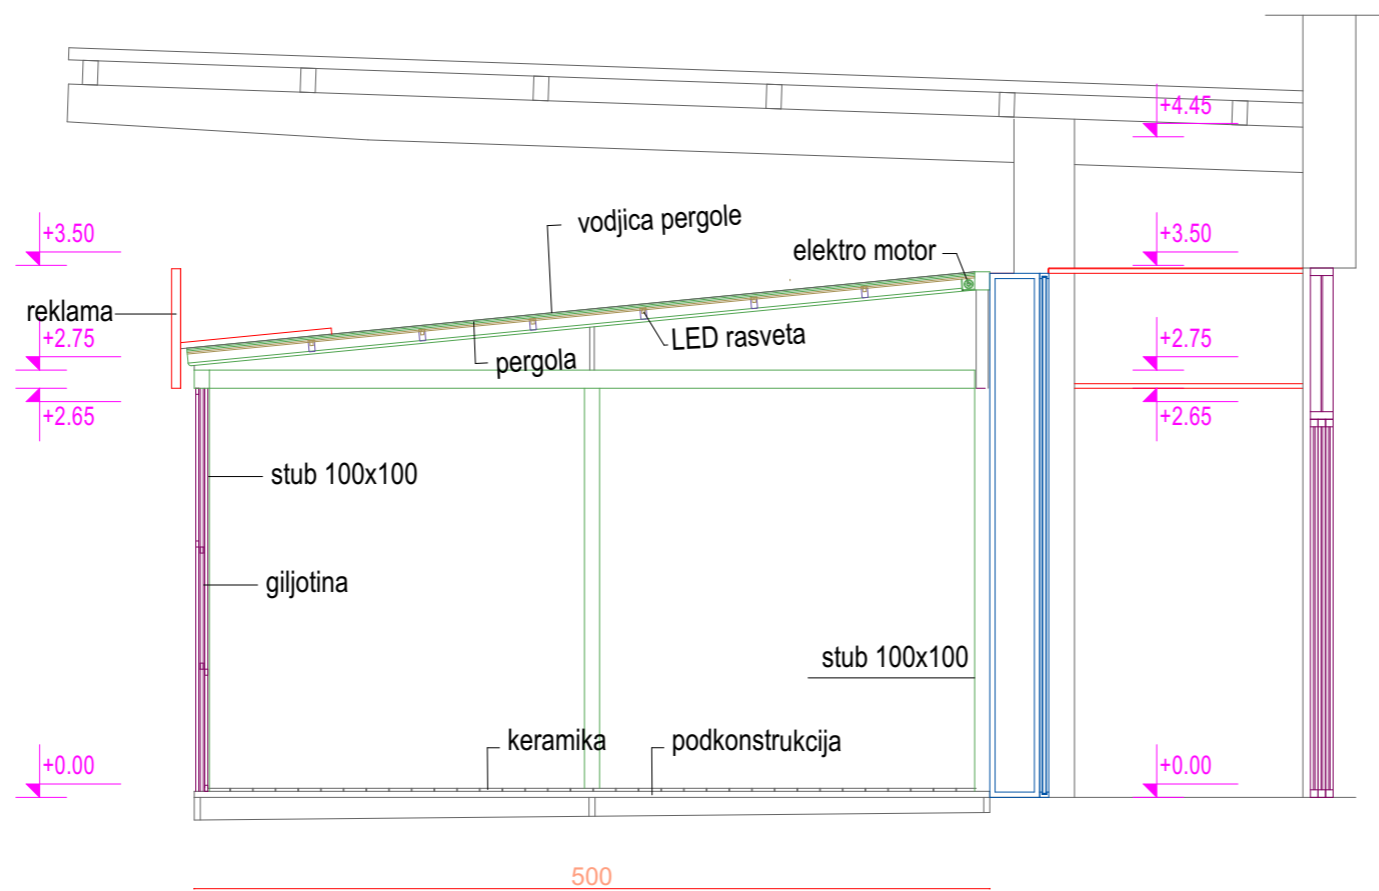 +4.45
vodjica pergole
+3.50
elektro motor
+3.50
reklama
+2.75
LED rasveta
+2.75
pergola
+2.65
+2.65
stub 100x100
giljotina
stub 100x100
keramika
podkonstrukcija
+0.00
+0.00
500